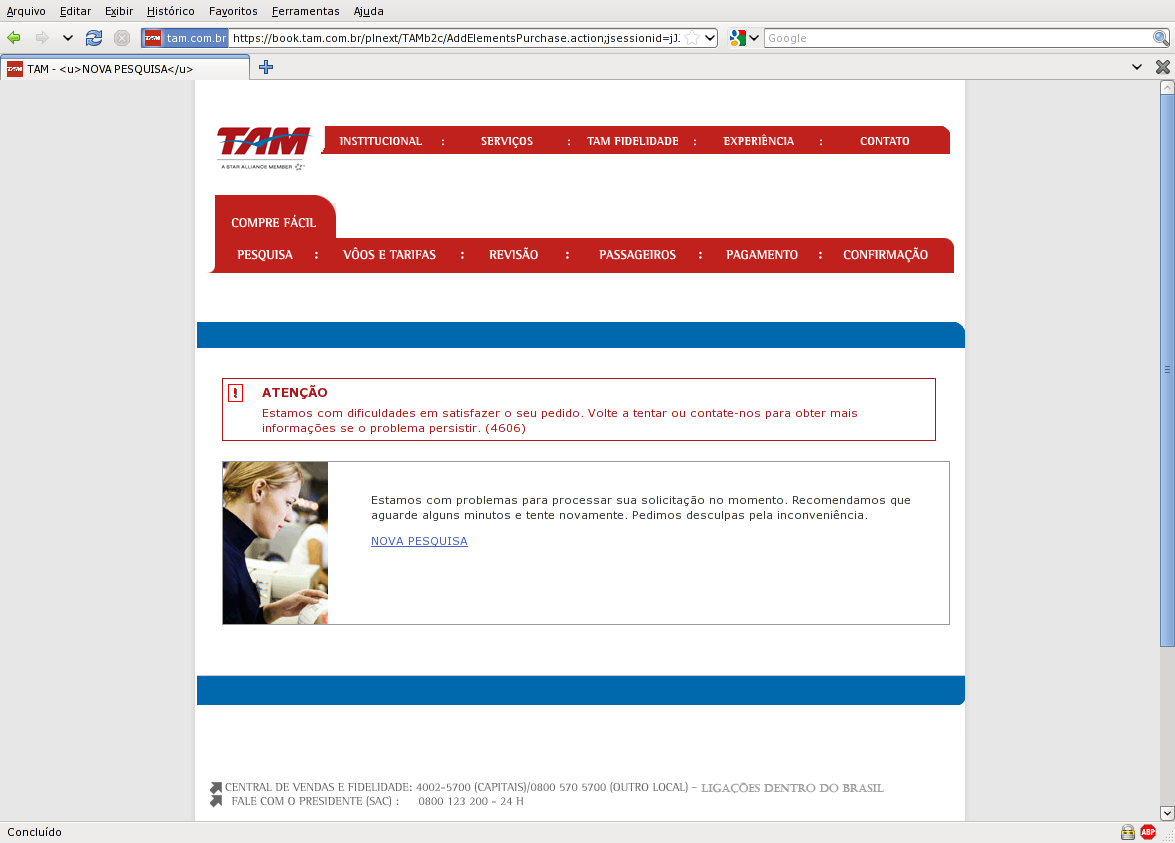 Arquivo Editar Exibir Histórico Favoritos Ferramentas Ajuda
TAM tam.com.br https://book.tam.com.br/plnext/TAMb2c/AddElementsPurchase.action;jsessionid=jJ Google
TAM TAM - <u>NOVA PESQUISA</u>
TAM
A STAR ALLIANCE MEMBER
INSTITUCIONAL : SERVIÇOS : TAM FIDELIDADE : EXPERIÊNCIA : CONTATO
COMPRE FÁCIL
PESQUISA : VÔOS E TARIFAS : REVISÃO : PASSAGEIROS : PAGAMENTO : CONFIRMAÇÃO
! ATENÇÃO
Estamos com dificuldades em satisfazer o seu pedido. Volte a tentar ou contate-nos para obter mais
informações se o problema persistir. (4606)
Estamos com problemas para processar sua solicitação no momento. Recomendamos que
aguarde alguns minutos e tente novamente. Pedimos desculpas pela inconveniência.
NOVA PESQUISA
CENTRAL DE VENDAS E FIDELIDADE: 4002-5700 (CAPITAIS)/0800 570 5700 (OUTRO LOCAL) - LIGAÇÕES DENTRO DO BRASIL
FALE COM O PRESIDENTE (SAC) : 0800 123 200 - 24 H
Concluído ABP